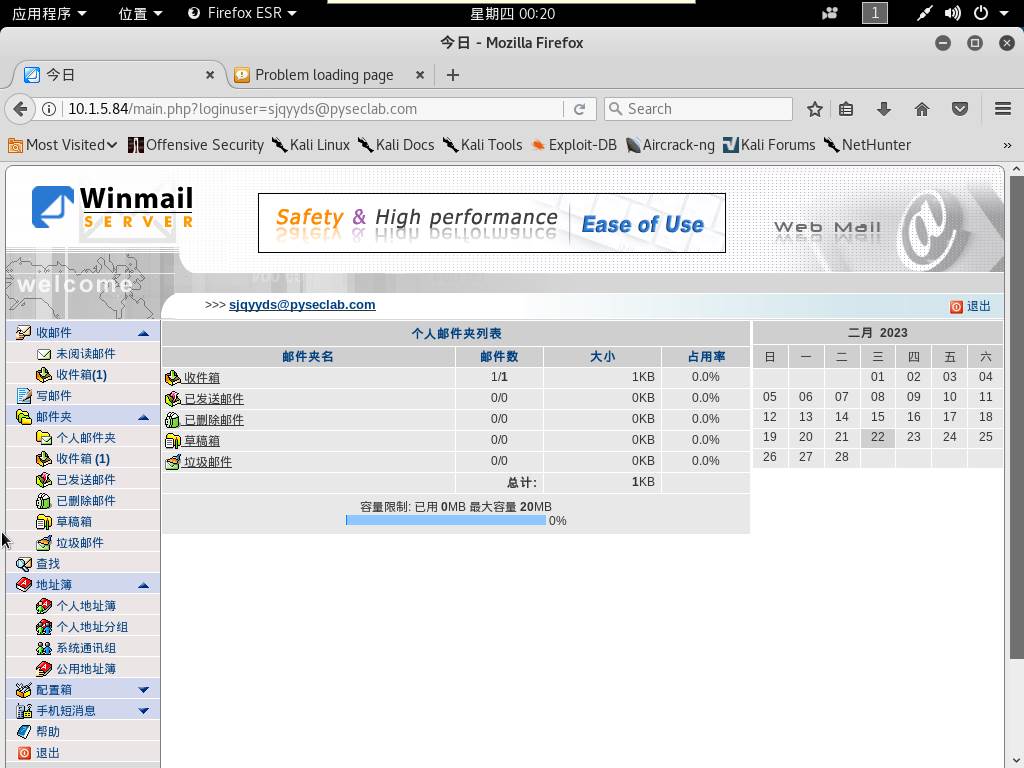 应用程序 位置 Firefox ESR 星期四 00:20 1
今日 - Mozilla Firefox
今日 Problem loading page
10.1.5.84/main.php?loginuser=sjqyyds@pyseclab.com Search
Most Visited Offensive Security Kali Linux Kali Docs Kali Tools Exploit-DB Aircrack-ng Kali Forums NetHunter »
Winmail
SERVER
Safety & High performance Ease of Use
Web Mail
welcome
>>> sjqyyds@pyseclab.com 退出
收邮件
未阅读邮件
收件箱(1)
写邮件
邮件夹
个人邮件夹
收件箱 (1)
已发送邮件
已删除邮件
草稿箱
垃圾邮件
查找
地址簿
个人地址簿
个人地址分组
系统通讯组
公用地址簿
配置箱
手机短消息
帮助
退出
个人邮件夹列表
邮件夹名 邮件数 大小 占用率
收件箱 1/1 1KB 0.0%
已发送邮件 0/0 0KB 0.0%
已删除邮件 0/0 0KB 0.0%
草稿箱 0/0 0KB 0.0%
垃圾邮件 0/0 0KB 0.0%
总计: 1KB
容量限制: 已用 0MB 最大容量 20MB
0%
二月 2023
日 一 二 三 四 五 六
01 02 03 04
05 06 07 08 09 10 11
12 13 14 15 16 17 18
19 20 21 22 23 24 25
26 27 28